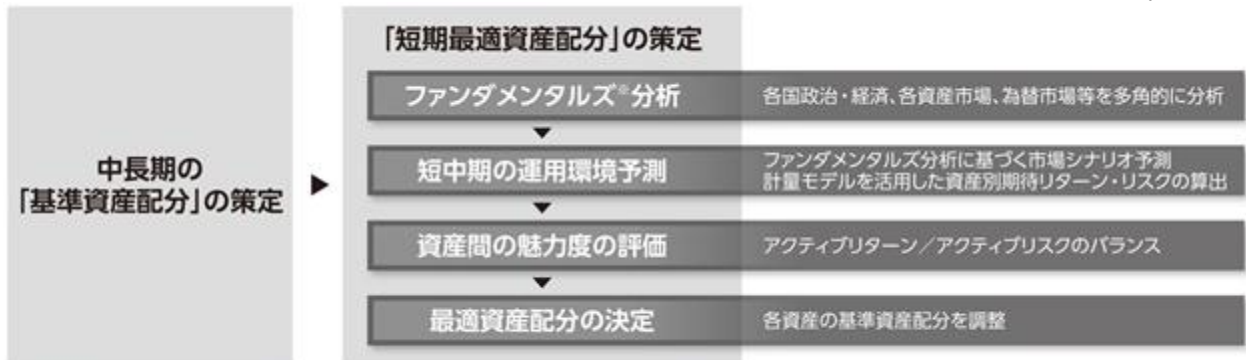 中長期の
「基準資産配分」の策定
▶
「短期最適資産配分」の策定
ファンダメンタルズ※分析
各国政治・経済、各資産市場、為替市場等を多角的に分析
▼
短中期の運用環境予測
ファンダメンタルズ分析に基づく市場シナリオ予測
計量モデルを活用した資産別期待リターン・リスクの算出
▼
資産間の魅力度の評価
アクティブリターン／アクティブリスクのバランス
▼
最適資産配分の決定
各資産の基準資産配分を調整